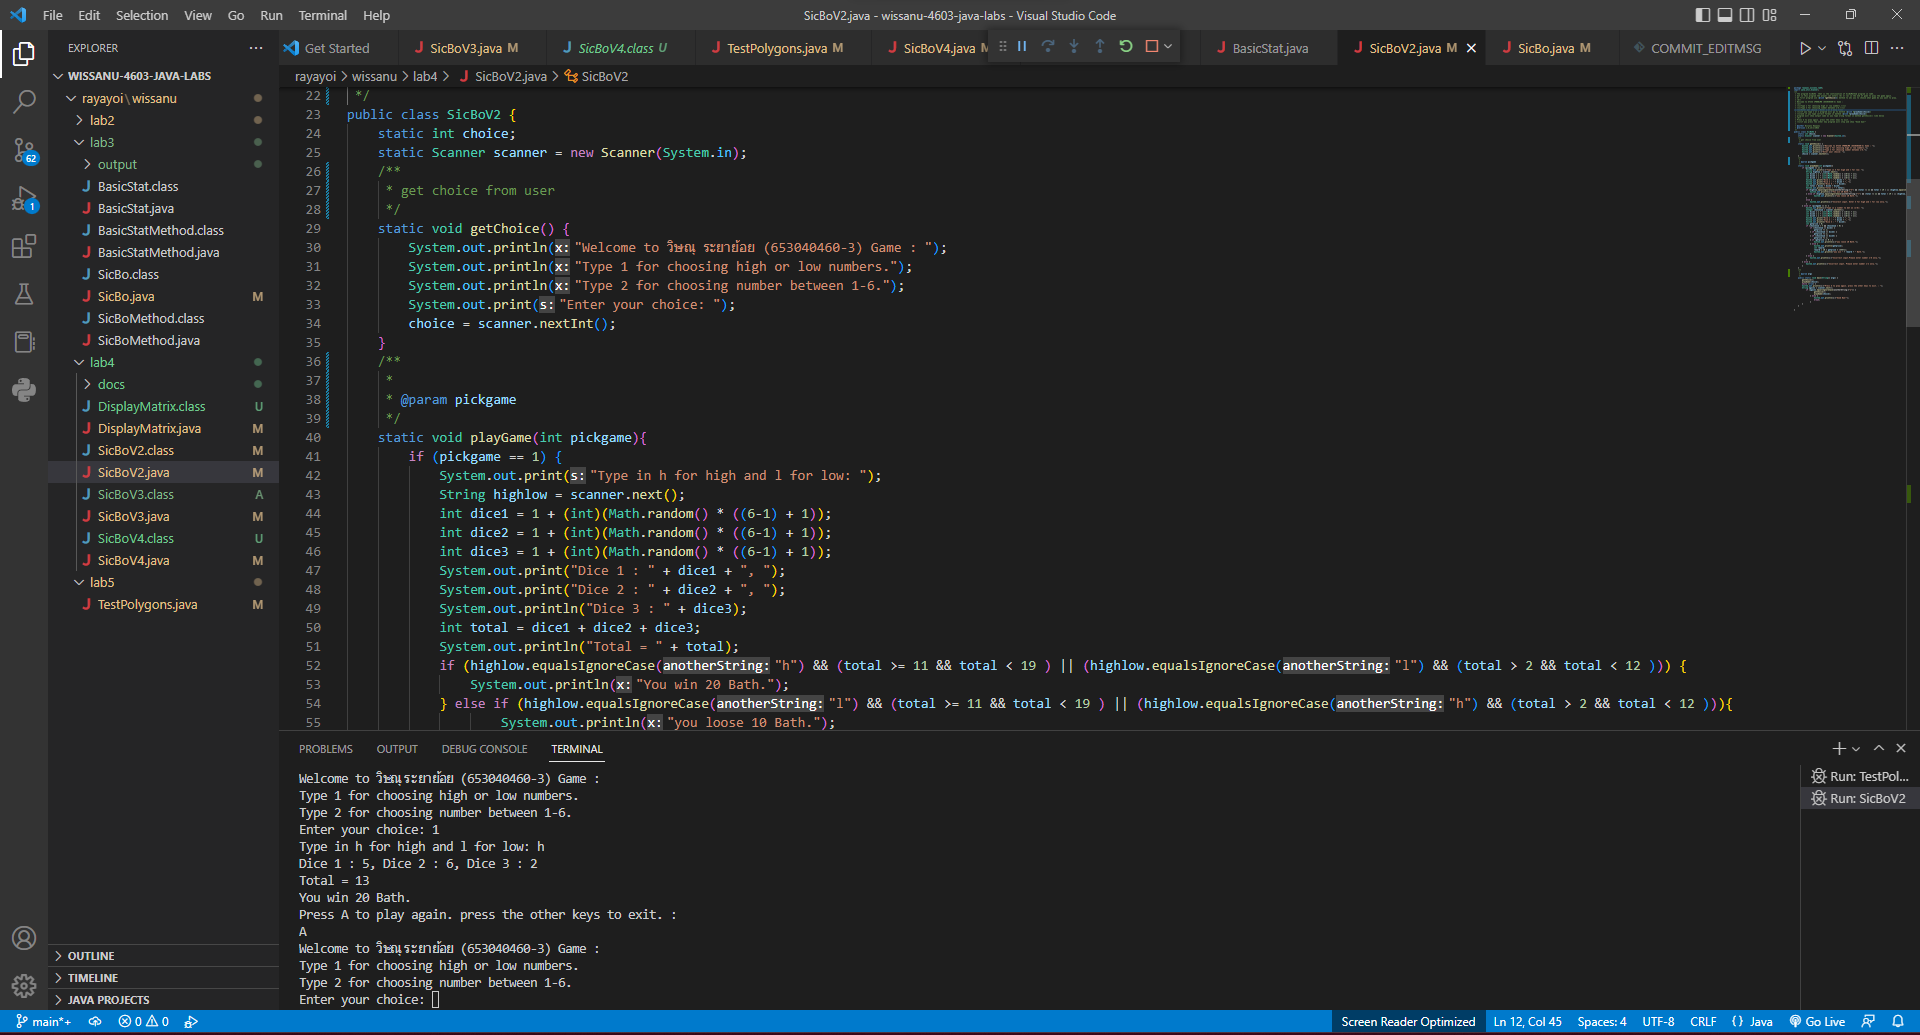 File Edit Selection View Go Run Terminal Help
SicBoV2.java - wissanu-4603-java-labs - Visual Studio Code
EXPLORER
WISSANU-4603-JAVA-LABS
rayayoi\wissanu
lab2
lab3
output
BasicStat.class
BasicStat.java
BasicStatMethod.class
BasicStatMethod.java
SicBo.class
SicBo.java M
SicBoMethod.class
SicBoMethod.java
lab4
docs
DisplayMatrix.class U
DisplayMatrix.java M
SicBoV2.class M
SicBoV2.java M
SicBoV3.class A
SicBoV3.java M
SicBoV4.class U
SicBoV4.java M
lab5
TestPolygons.java M
OUTLINE
TIMELINE
JAVA PROJECTS
62
1
Get Started SicBoV3.java M SicBoV4.class U TestPolygons.java M SicBoV4.java M BasicStat.java SicBoV2.java M SicBo.java M COMMIT_EDITMSG
rayayoi > wissanu > lab4 > SicBoV2.java > SicBoV2
22 */
23 public class SicBoV2 {
24 static int choice;
25 static Scanner scanner = new Scanner(System.in);
26 /**
27 * get choice from user
28 */
29 static void getChoice() {
30 System.out.println(x: "Welcome to วิษณุ ระยาย้อย (653040460-3) Game : ");
31 System.out.println(x: "Type 1 for choosing high or low numbers.");
32 System.out.println(x: "Type 2 for choosing number between 1-6.");
33 System.out.print(s: "Enter your choice: ");
34 choice = scanner.nextInt();
35 }
36 /**
37 *
38 * @param pickgame
39 */
40 static void playGame(int pickgame){
41 if (pickgame == 1) {
42 System.out.print(s: "Type in h for high and l for low: ");
43 String highlow = scanner.next();
44 int dice1 = 1 + (int)(Math.random() * ((6-1) + 1));
45 int dice2 = 1 + (int)(Math.random() * ((6-1) + 1));
46 int dice3 = 1 + (int)(Math.random() * ((6-1) + 1));
47 System.out.print("Dice 1 : " + dice1 + ", ");
48 System.out.print("Dice 2 : " + dice2 + ", ");
49 System.out.println("Dice 3 : " + dice3);
50 int total = dice1 + dice2 + dice3;
51 System.out.println("Total = " + total);
52 if (highlow.equalsIgnoreCase(anotherString: "h") && (total >= 11 && total < 19 ) || (highlow.equalsIgnoreCase(anotherString: "l") && (total > 2 && total < 12 ))) {
53 System.out.println(x: "You win 20 Bath.");
54 } else if (highlow.equalsIgnoreCase(anotherString: "l") && (total >= 11 && total < 19 ) || (highlow.equalsIgnoreCase(anotherString: "h") && (total > 2 && total < 12 ))){
55 System.out.println(x: "you loose 10 Bath.");
PROBLEMS OUTPUT DEBUG CONSOLE TERMINAL
Welcome to วิษณุระยาย้อย (653040460-3) Game :
Type 1 for choosing high or low numbers.
Type 2 for choosing number between 1-6.
Enter your choice: 1
Type in h for high and l for low: h
Dice 1 : 5, Dice 2 : 6, Dice 3 : 2
Total = 13
You win 20 Bath.
Press A to play again. press the other keys to exit. :
A
Welcome to วิษณุระยาย้อย (653040460-3) Game :
Type 1 for choosing high or low numbers.
Type 2 for choosing number between 1-6.
Enter your choice:
Run: TestPol...
Run: SicBoV2
main*+ 0 0 Screen Reader Optimized Ln 12, Col 45 Spaces: 4 UTF-8 CRLF {} Java Go Live